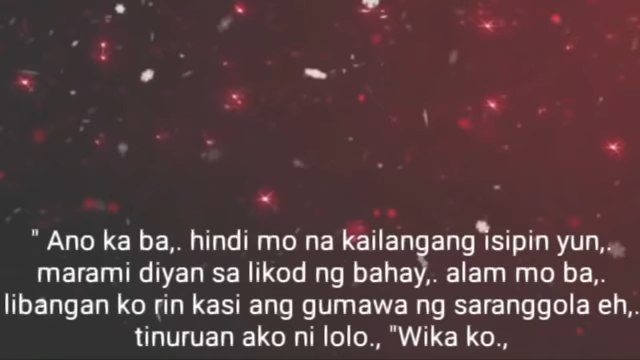 " Ano ka ba,. hindi mo na kailangang isipin yun,.
marami diyan sa likod ng bahay,. alam mo ba,.
libangan ko rin kasi ang gumawa ng saranggola eh,.
tinuruan ako ni lolo., "Wika ko.,